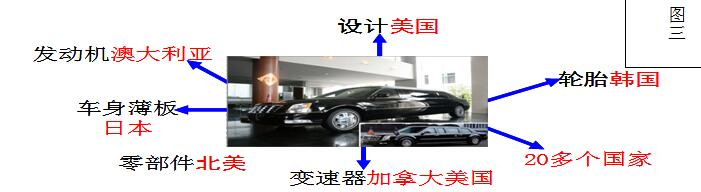 设计美国
图三
发动机澳大利亚
轮胎韩国
车身薄板
日本
零部件北美
20多个国家
变速器加拿大美国